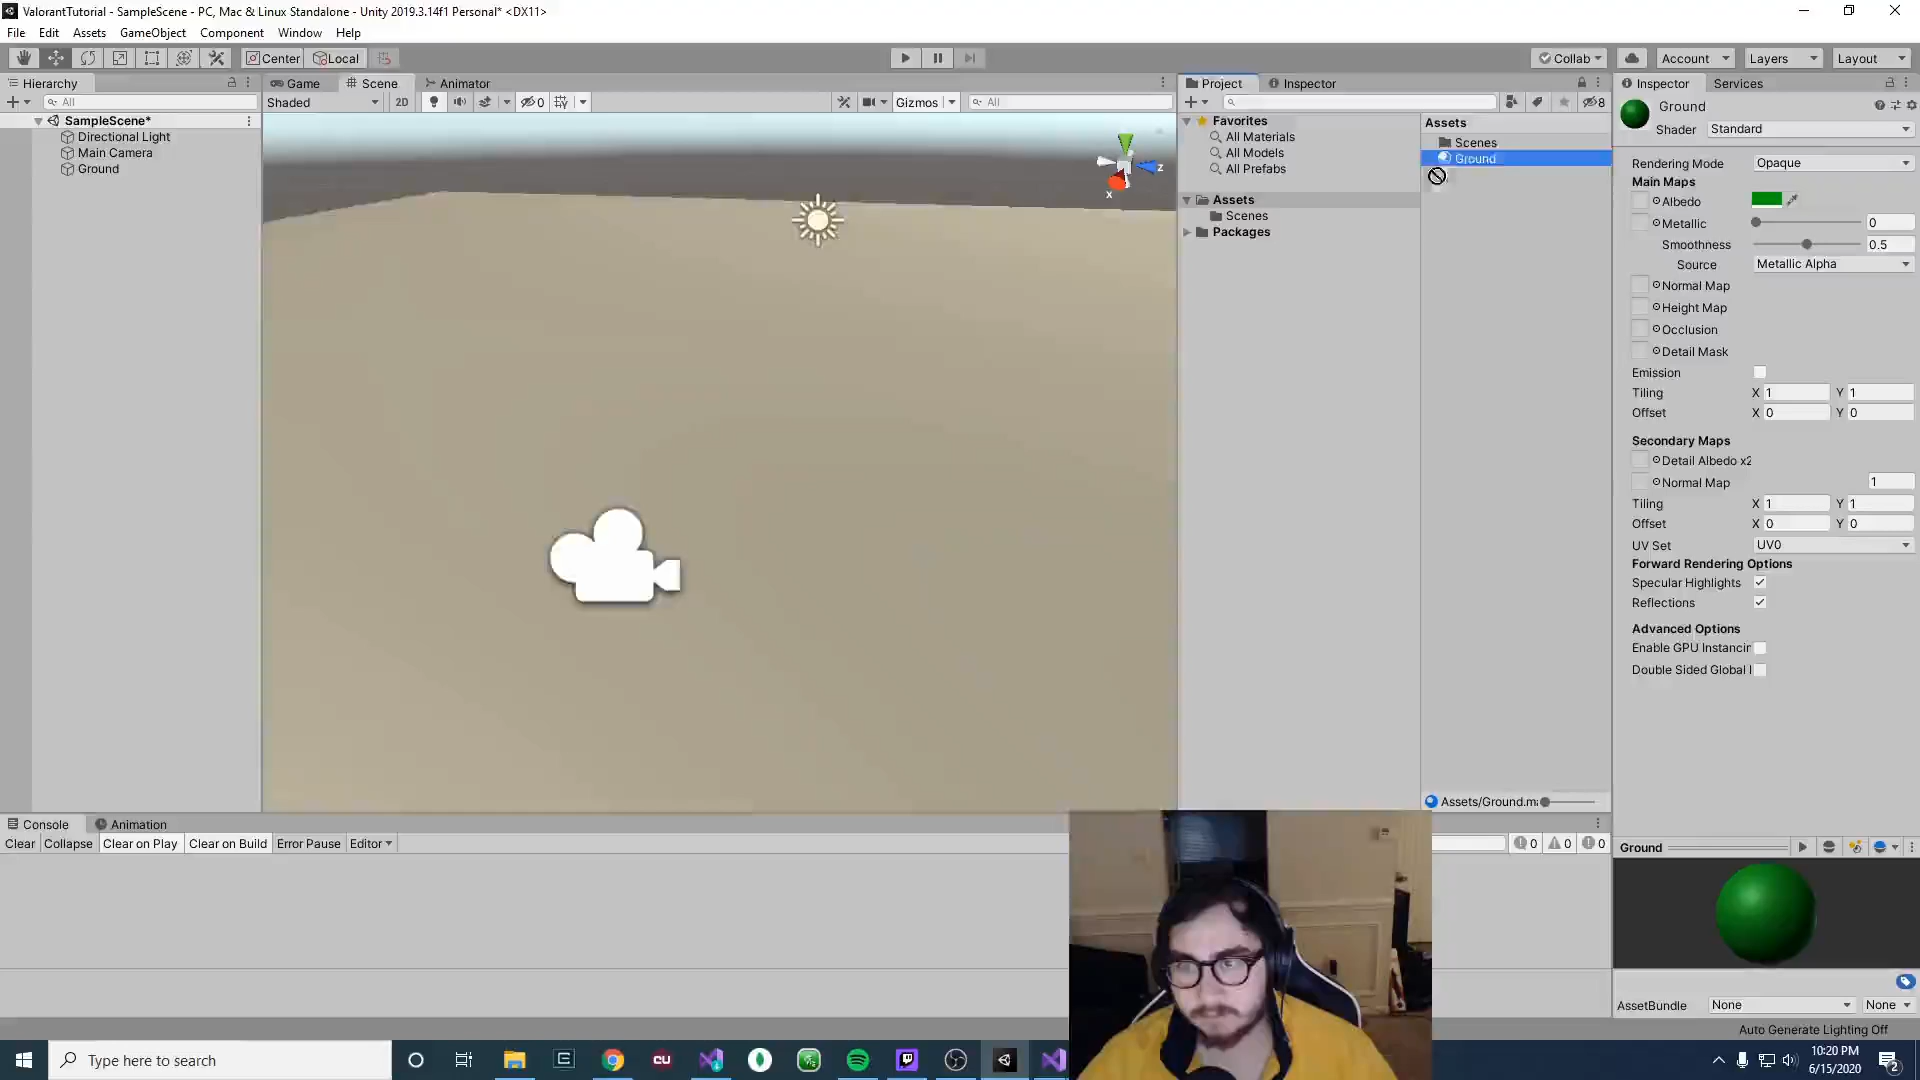 ValorantTutorial - SampleScene - PC, Mac & Linux Standalone - Unity 2019.3.14f1 Personal* <DX11>
File Edit Assets GameObject Component Window Help
Center Local Collab Account Layers Layout
Hierarchy Game Scene Animator Project Inspector Inspector Services
All Shaded 2D 0 Gizmos All 8
SampleScene*
Directional Light
Main Camera
Ground
z
x
Favorites
All Materials
All Models
All Prefabs
Assets
Scenes
Packages
Assets
Scenes
Ground
Assets/Ground.m
Ground
Shader Standard
Rendering Mode Opaque
Main Maps
Albedo
Metallic 0
Smoothness 0.5
Source Metallic Alpha
Normal Map
Height Map
Occlusion
Detail Mask
Emission
Tiling X 1 Y 1
Offset X 0 Y 0
Secondary Maps
Detail Albedo x2
Normal Map 1
Tiling X 1 Y 1
Offset X 0 Y 0
UV Set UV0
Forward Rendering Options
Specular Highlights
Reflections
Advanced Options
Enable GPU Instancin
Double Sided Global I
Console Animation
Clear Collapse Clear on Play Clear on Build Error Pause Editor 0 0 0
Ground
AssetBundle None None
Auto Generate Lighting Off
Type here to search
10:20 PM
6/15/2020
2